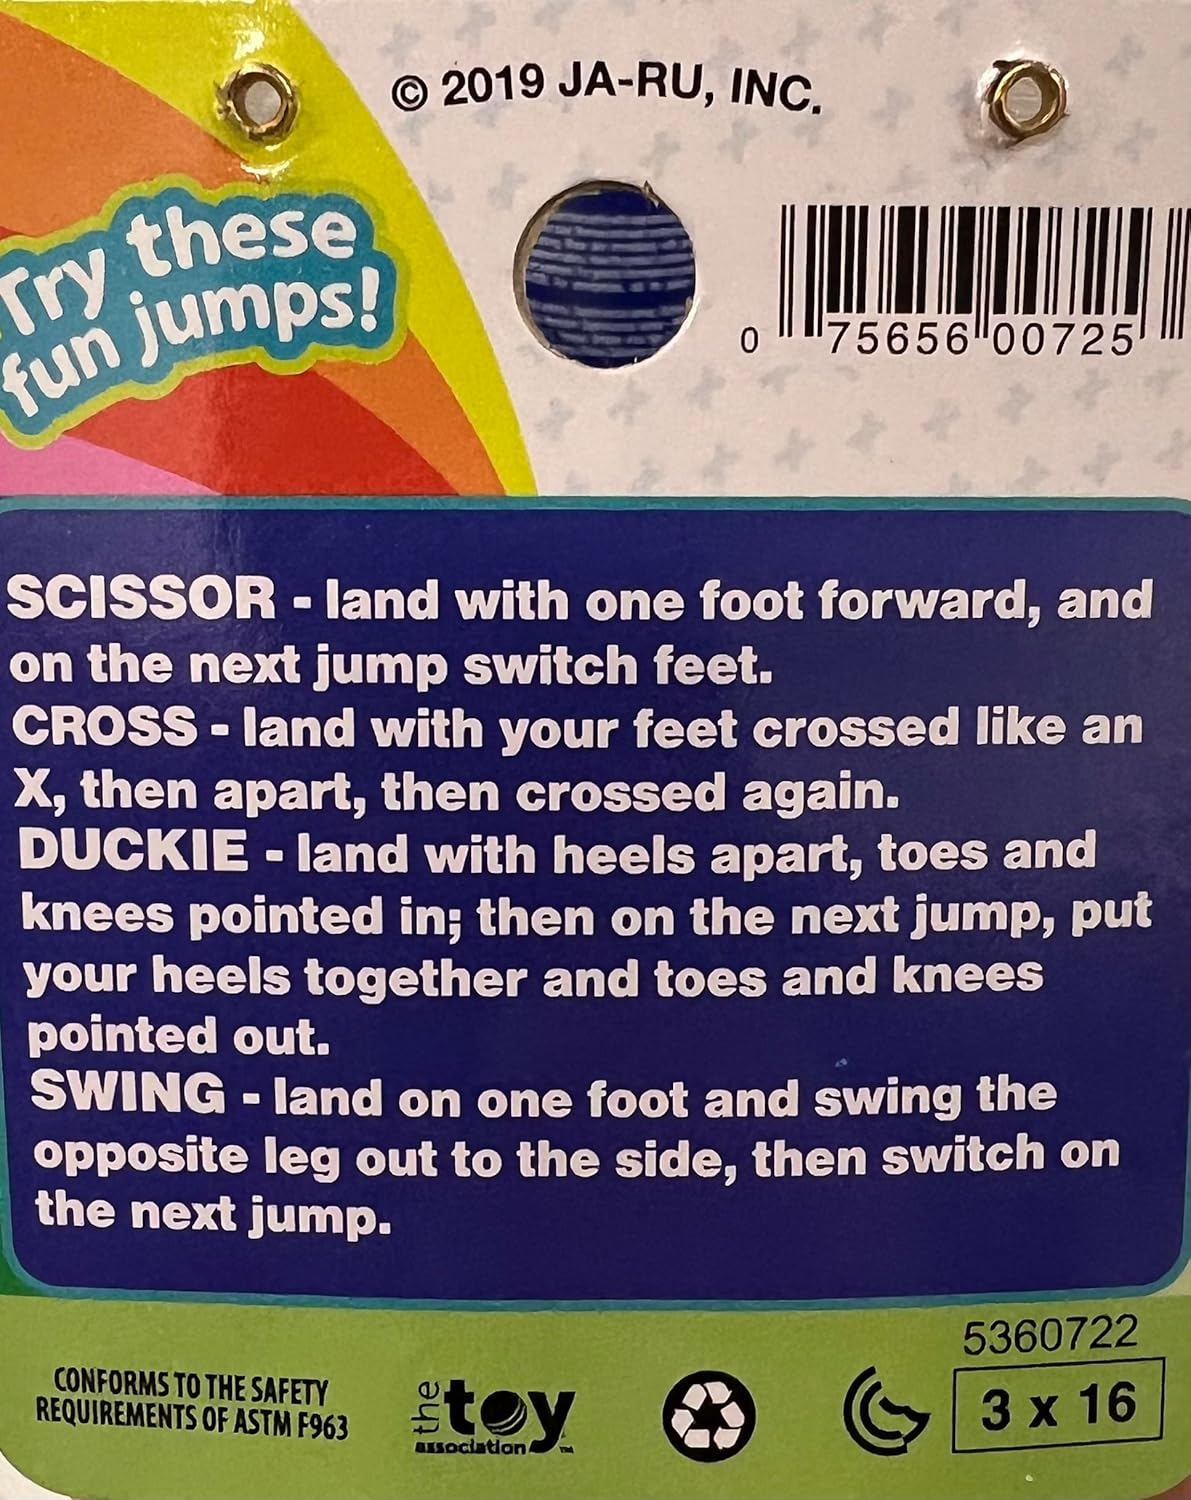 © 2019 JA-RU, INC.
Try these
fun jumps!
0 75656 00725
SCISSOR - land with one foot forward, and
on the next jump switch feet.
CROSS - land with your feet crossed like an
X, then apart, then crossed again.
DUCKIE - land with heels apart, toes and
knees pointed in; then on the next jump, put
your heels together and toes and knees
pointed out.
SWING - land on one foot and swing the
opposite leg out to the side, then switch on
the next jump.
5360722
CONFORMS TO THE SAFETY
REQUIREMENTS OF ASTM F963
the toy
association™
3 x 16